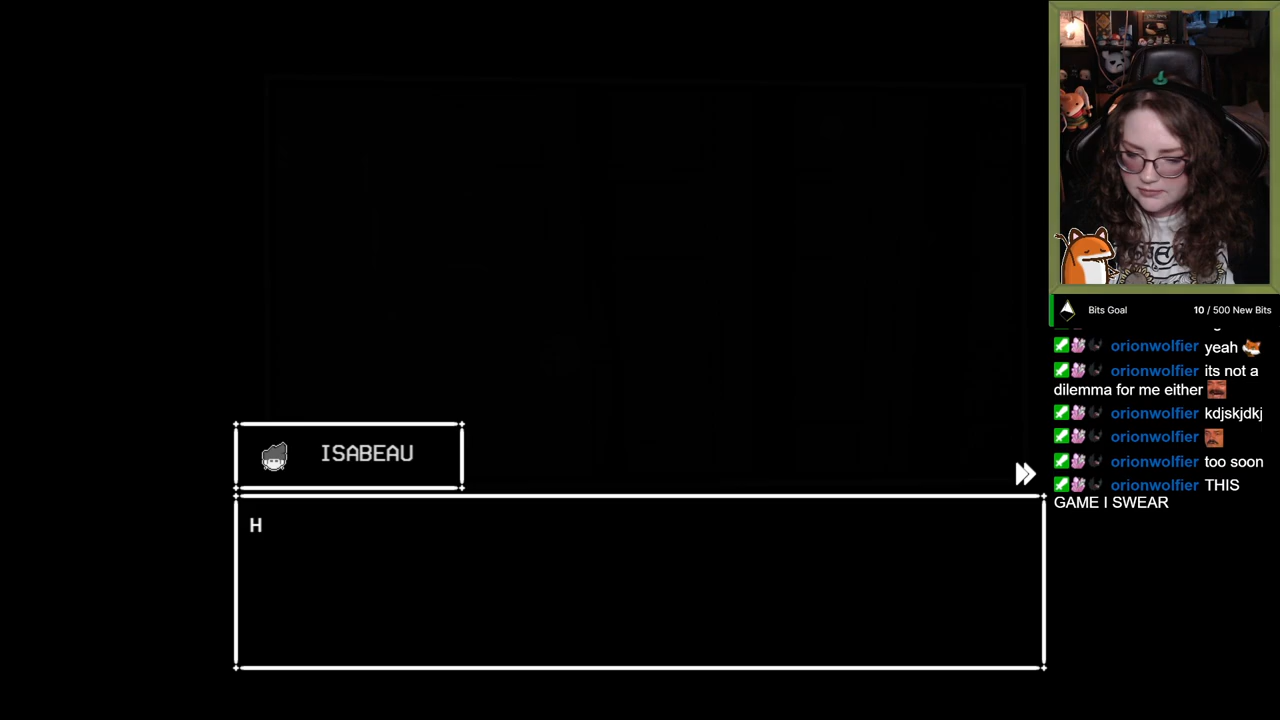 ISABEAU
H
Bits Goal 10 / 500 New Bits
orionwolfier yeah
orionwolfier its not a
dilemma for me either
orionwolfier kdjskjdkj
orionwolfier
orionwolfier too soon
orionwolfier THIS
GAME I SWEAR